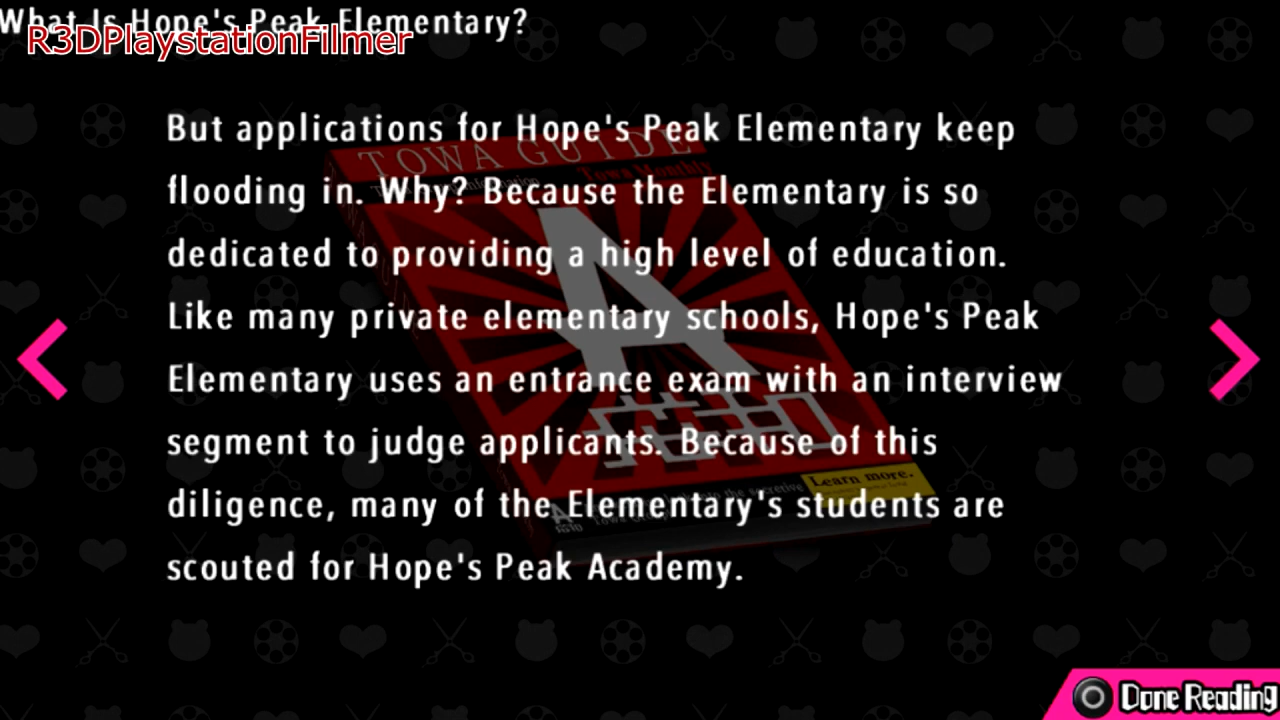 What Is Hope's Peak Elementary?
R3DPlaystationFilmer
But applications for Hope's Peak Elementary keep
flooding in. Why? Because the Elementary is so
dedicated to providing a high level of education.
Like many private elementary schools, Hope's Peak
Elementary uses an entrance exam with an interview
segment to judge applicants. Because of this
diligence, many of the Elementary's students are
scouted for Hope's Peak Academy.
TOWA GUIDE
Towa Monthly
Learn more.
Done Reading